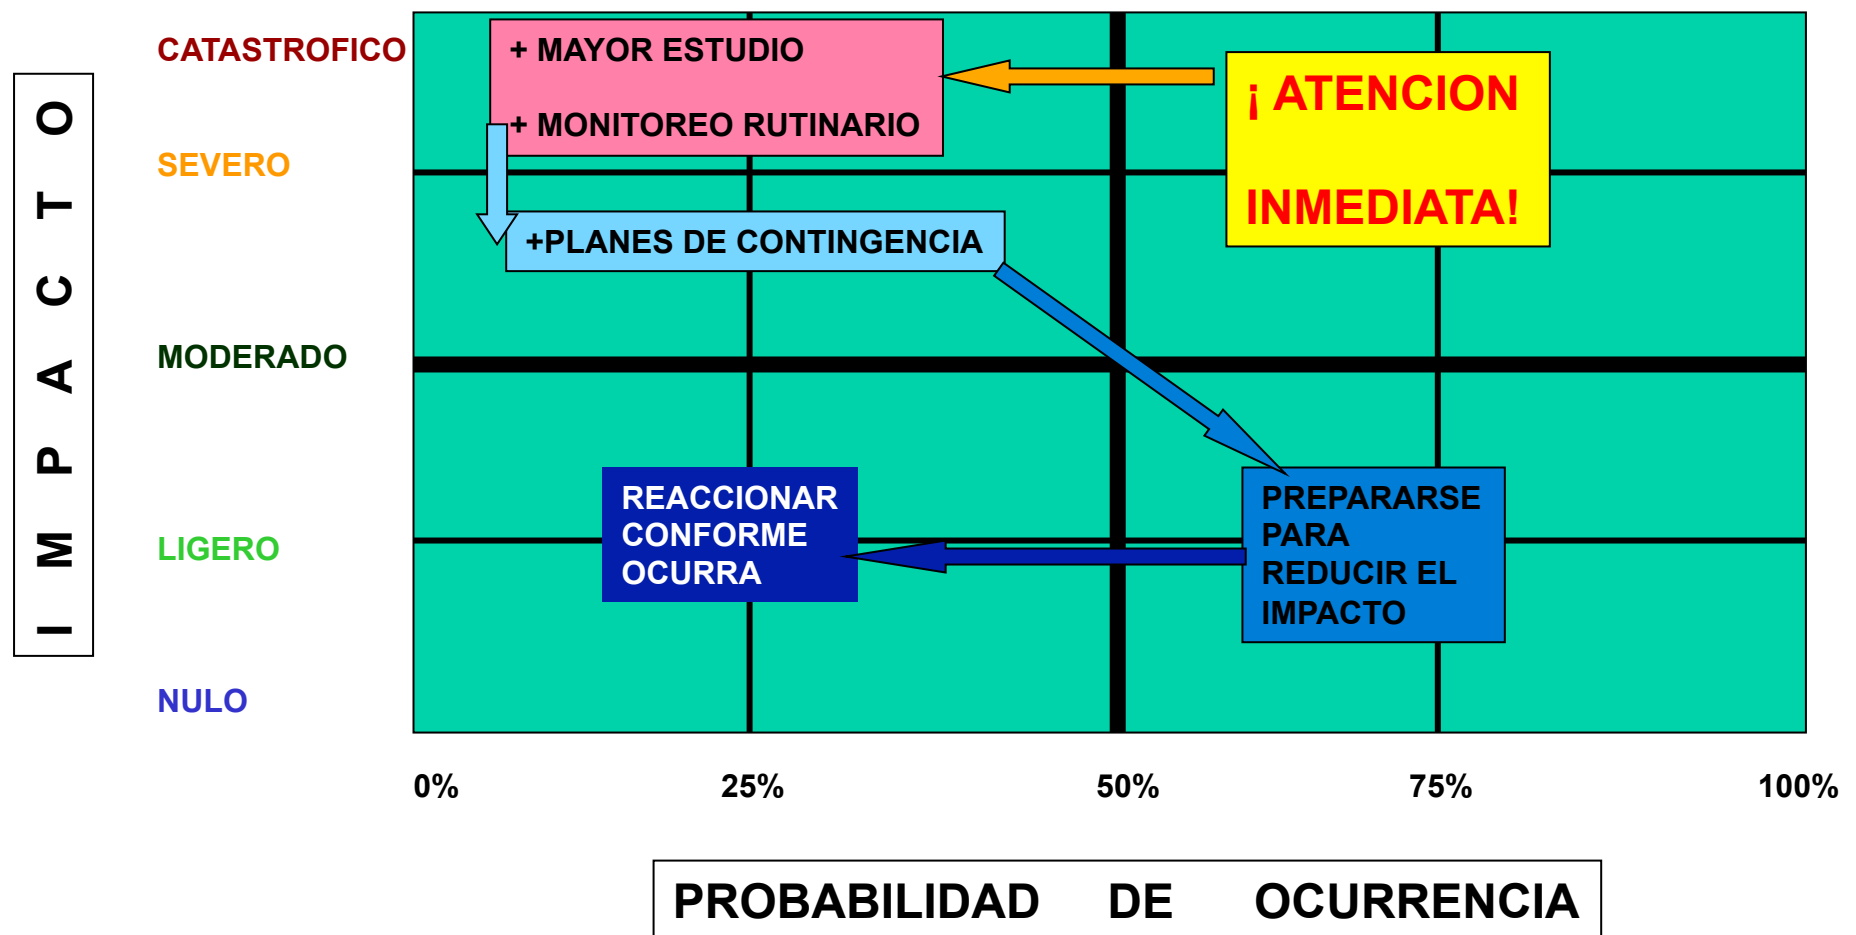 IMPACTO
CATASTROFICO
SEVERO
MODERADO
LIGERO
NULO
+ MAYOR ESTUDIO
+ MONITOREO RUTINARIO
¡ ATENCION
INMEDIATA!
+PLANES DE CONTINGENCIA
REACCIONAR
CONFORME
OCURRA
PREPARARSE
PARA
REDUCIR EL
IMPACTO
0% 25% 50% 75% 100%
PROBABILIDAD DE OCURRENCIA